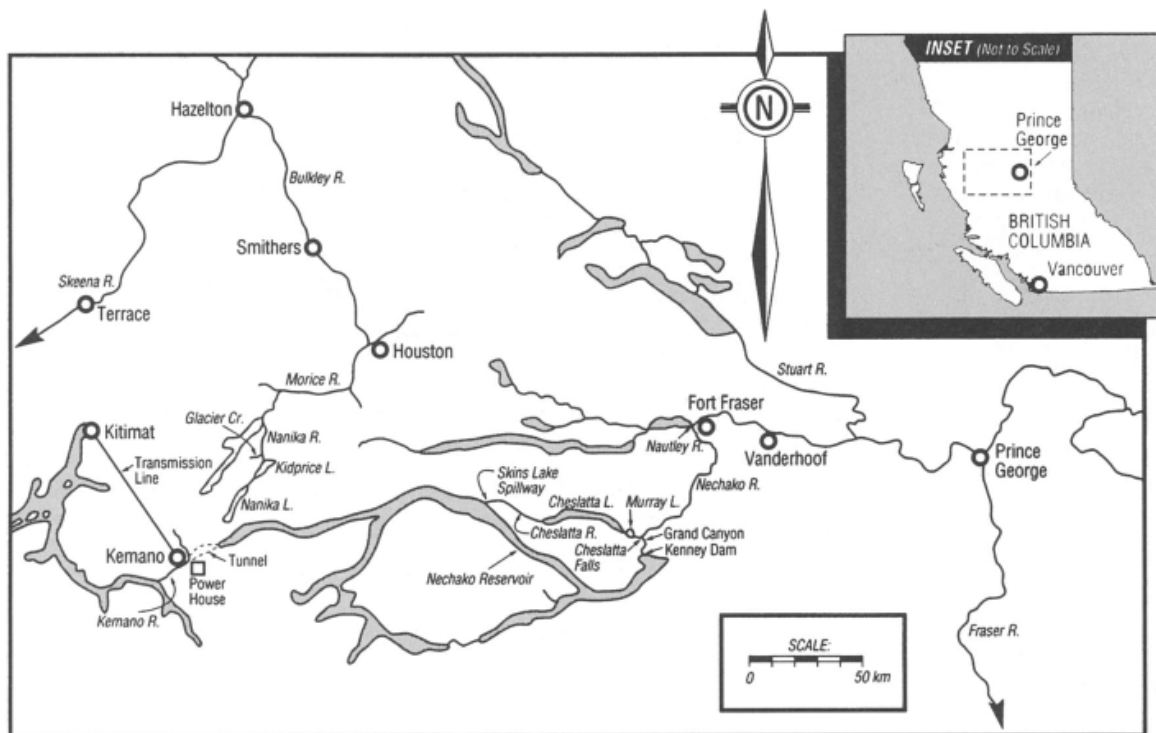 INSET (Not to Scale)
Prince
George
BRITISH
COLUMBIA
Vancouver
N
Hazelton
Bulkley R.
Smithers
Skeena R.
Terrace
Houston
Morice R.
Stuart R.
Glacier Cr.
Nanika R.
Kitimat
Transmission
Line
Kidprice L.
Nanika L.
Fort Fraser
Nautley R.
Vanderhoof
Prince
George
Nechako R.
Skins Lake
Spillway
Cheslatta L.
Murray L.
Cheslatta R.
Cheslatta
Falls
Grand Canyon
Kenney Dam
Kemano
Tunnel
Power
House
Kemano R.
Nechako Reservoir
Fraser R.
SCALE:
0
50 km